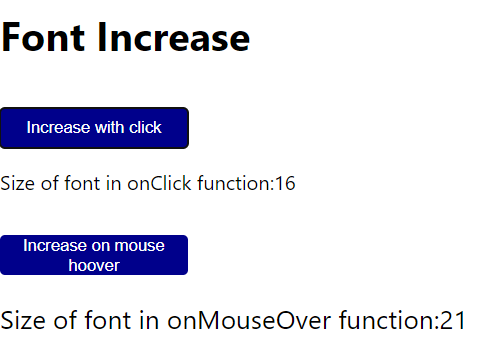 Font Increase
Increase with click
Size of font in onClick function:16
Increase on mouse
hoover
Size of font in onMouseOver function:21